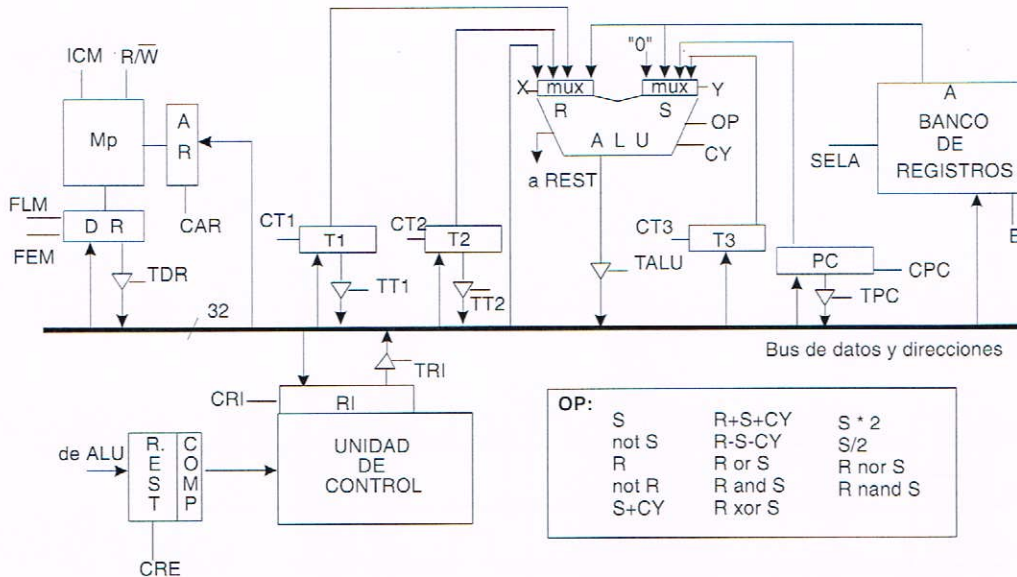 ICM R/W
"0"
X mux mux Y
R S
A L U
OP
CY
a REST
Mp
A
R
CAR
FLM
FEM
D R
TDR
CT1
T1
TT1
CT2
T2
TT2
TALU
CT3
T3
PC
CPC
TPC
A
BANCO
DE
REGISTROS
SELA
32
Bus de datos y direcciones
TRI
CRI
RI
UNIDAD
DE
CONTROL
de ALU
R.
EST
COMP
CRE
OP:
S R+S+CY S * 2
not S R-S-CY S/2
R R or S R nor S
not R R and S R nand S
S+CY R xor S